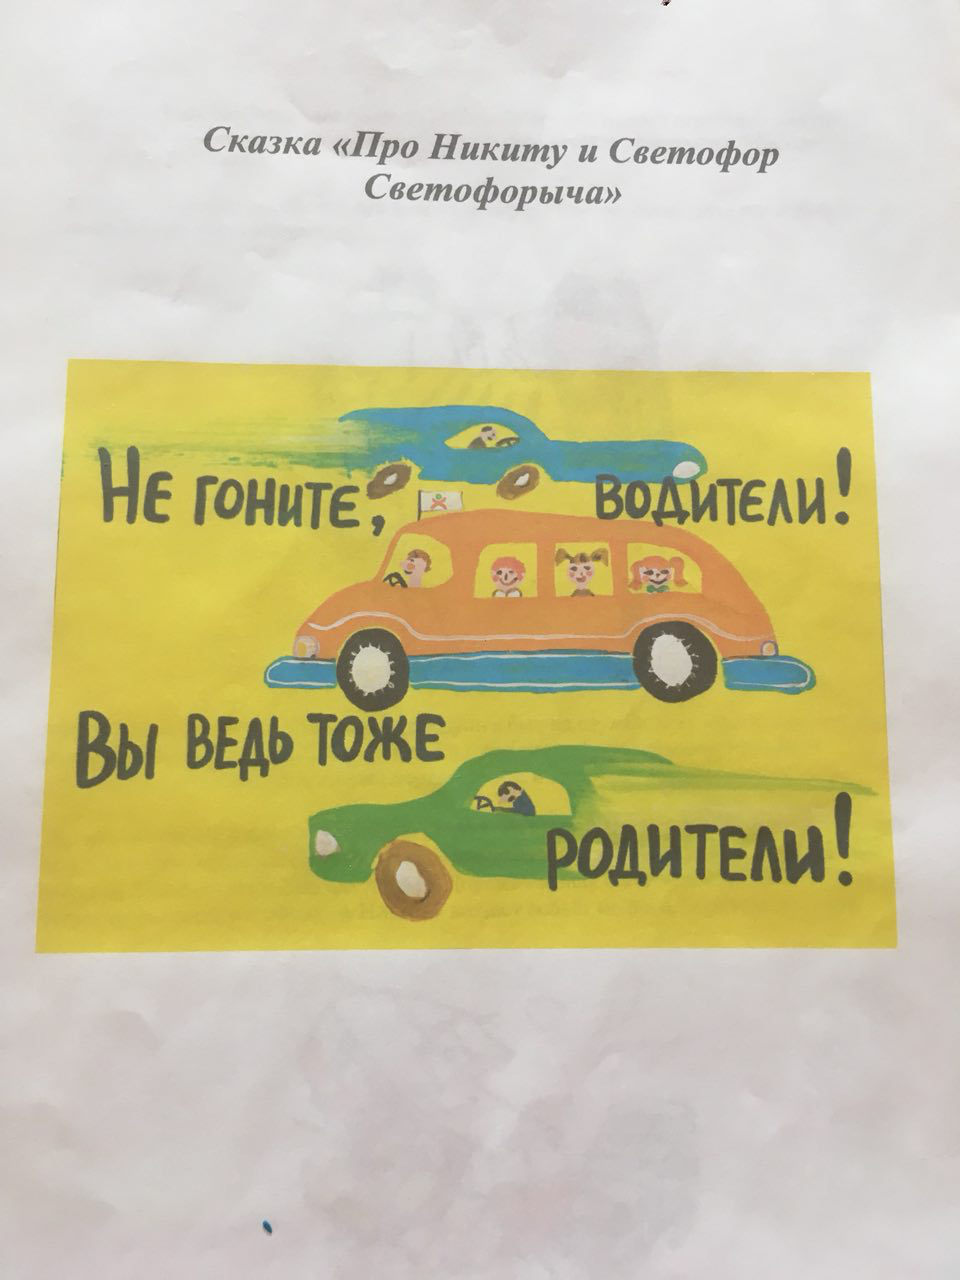 Сказка «Про Никиту и Светофор
Светофорыча»
Не гоните, водители!
Вы ведь тоже
родители!